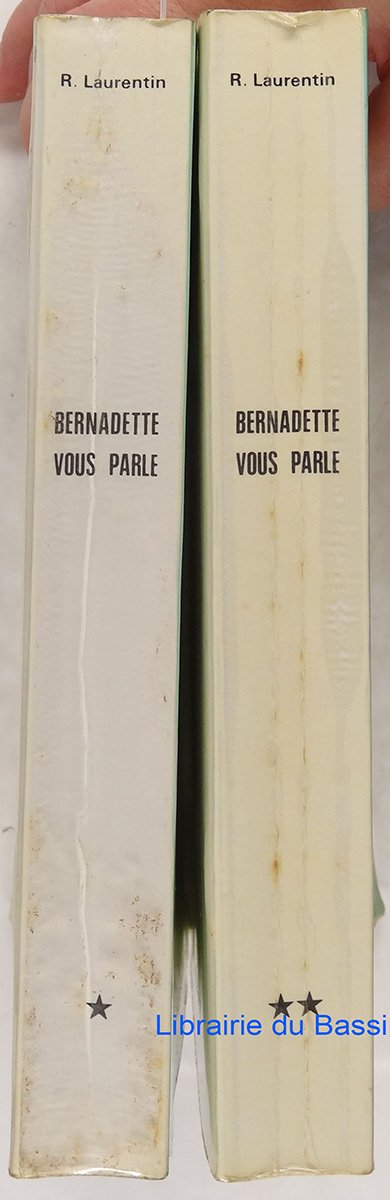 R. Laurentin
BERNADETTE
VOUS PARLE
★
R. Laurentin
BERNADETTE
VOUS PARLE
★★
Librairie du Bassi